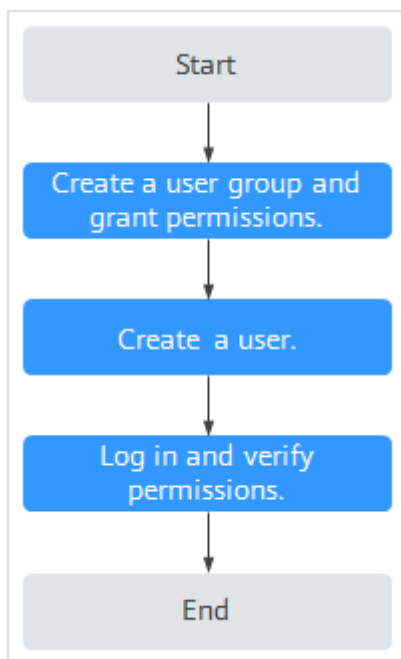 Start
Create a user group and
grant permissions.
Create a user.
Log in and verify
permissions.
End